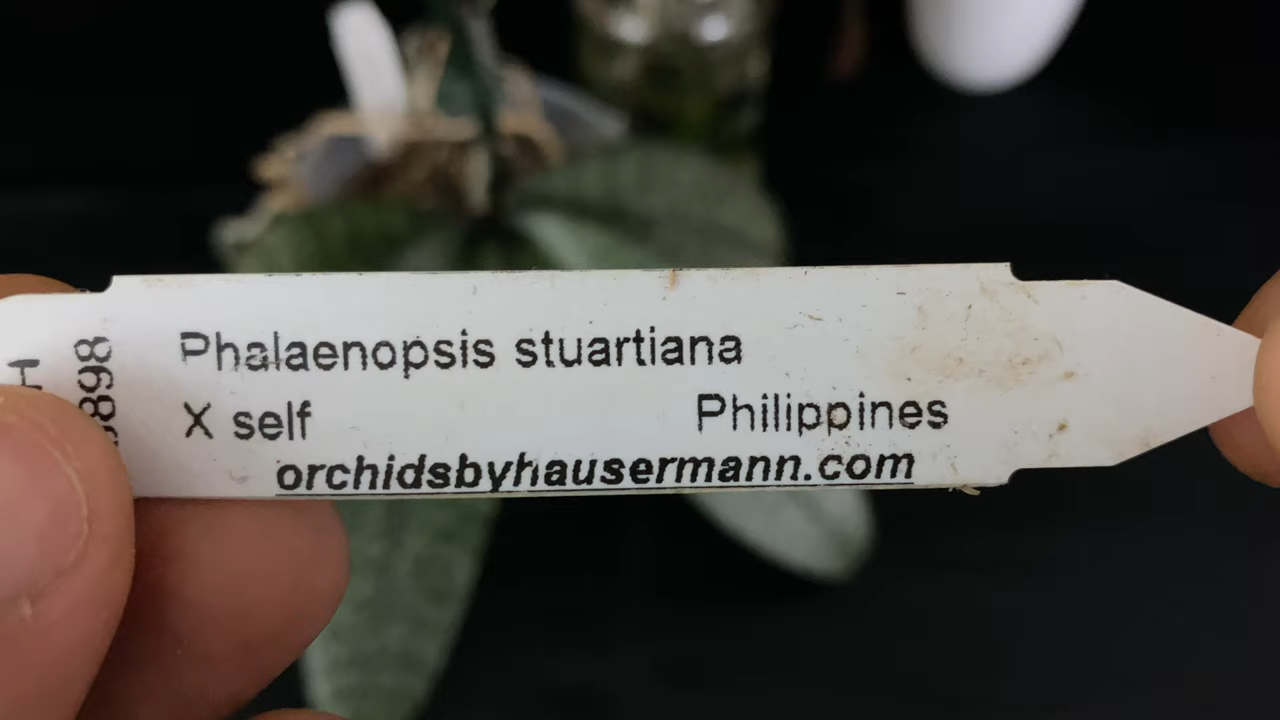 Phalaenopsis stuartiana
X self Philippines
orchidsbyhausermann.com
H